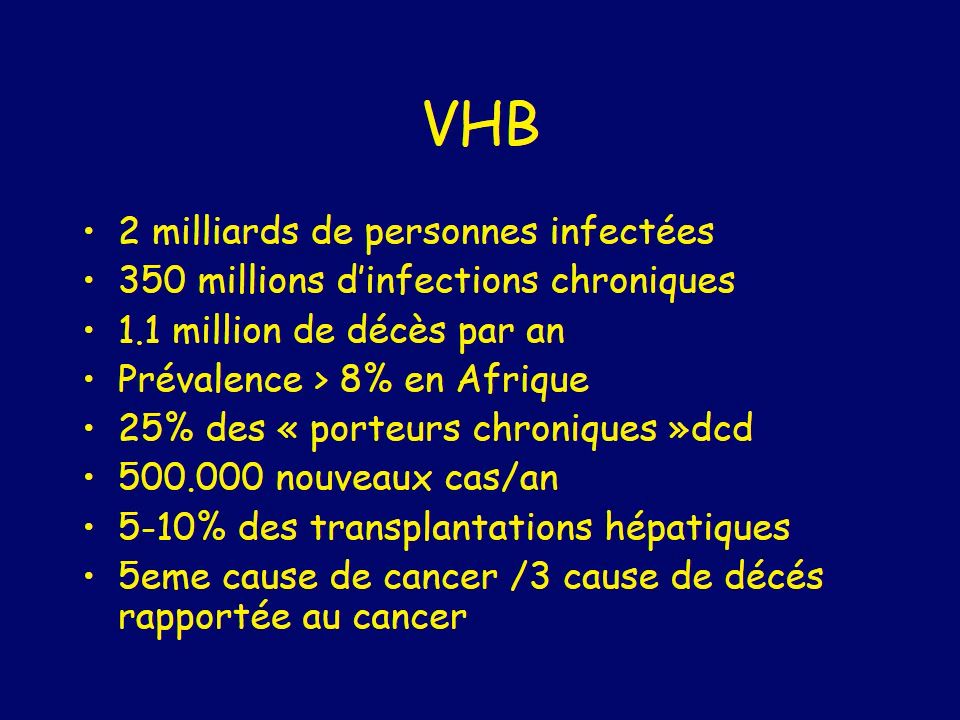 VHB
• 2 milliards de personnes infectées
• 350 millions d’infections chroniques
• 1.1 million de décès par an
• Prévalence > 8% en Afrique
• 25% des « porteurs chroniques »dcd
• 500.000 nouveaux cas/an
• 5-10% des transplantations hépatiques
• 5eme cause de cancer /3 cause de décés
rapportée au cancer